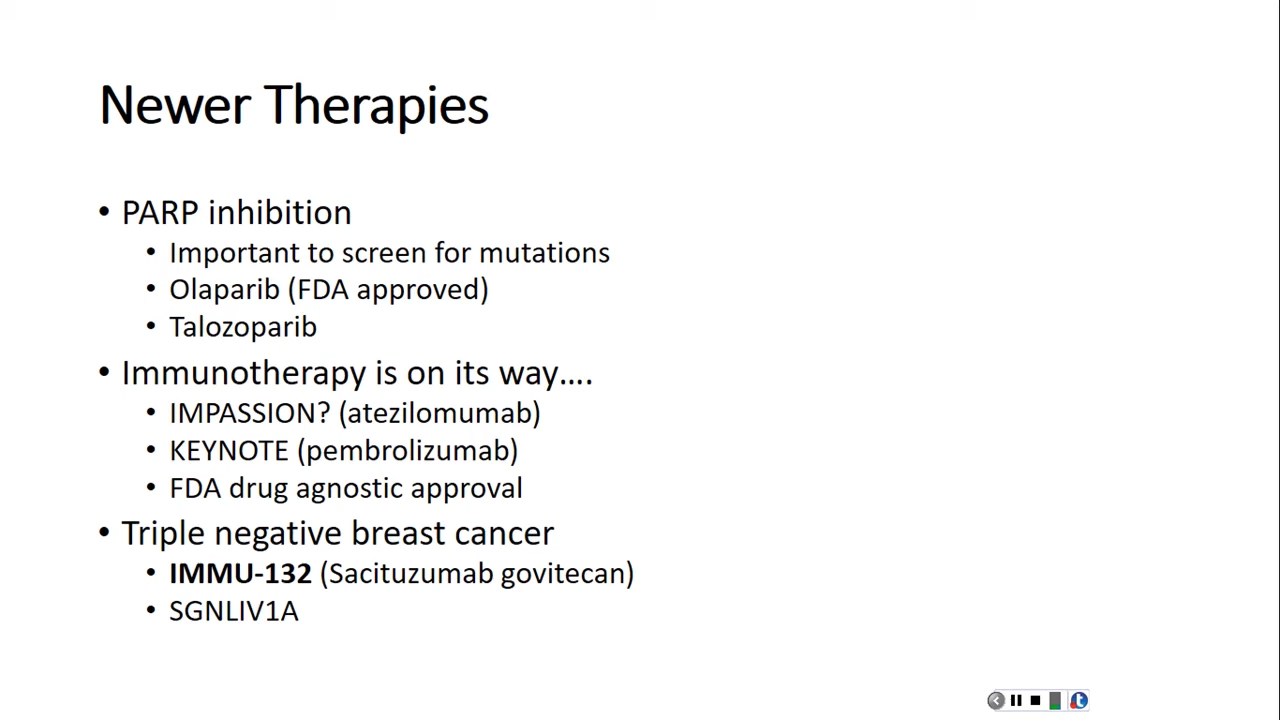 Newer Therapies
• PARP inhibition
• Important to screen for mutations
• Olaparib (FDA approved)
• Talozoparib
• Immunotherapy is on its way....
• IMPASSION? (atezilomumab)
• KEYNOTE (pembrolizumab)
• FDA drug agnostic approval
• Triple negative breast cancer
• IMMU-132 (Sacituzumab govitecan)
• SGNLIV1A
t